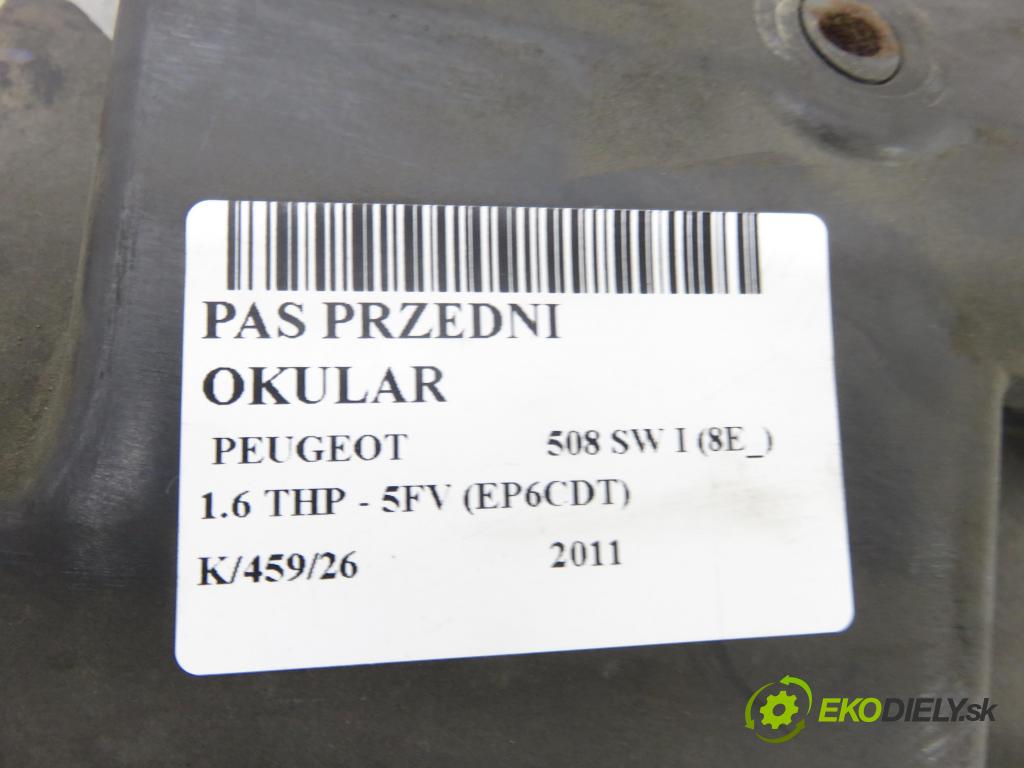 PAS PRZEDNI
OKULAR
PEUGEOT 508 SW I (8E_)
1.6 THP - 5FV (EP6CDT)
K/459/26 2011
EKODIELY.sk